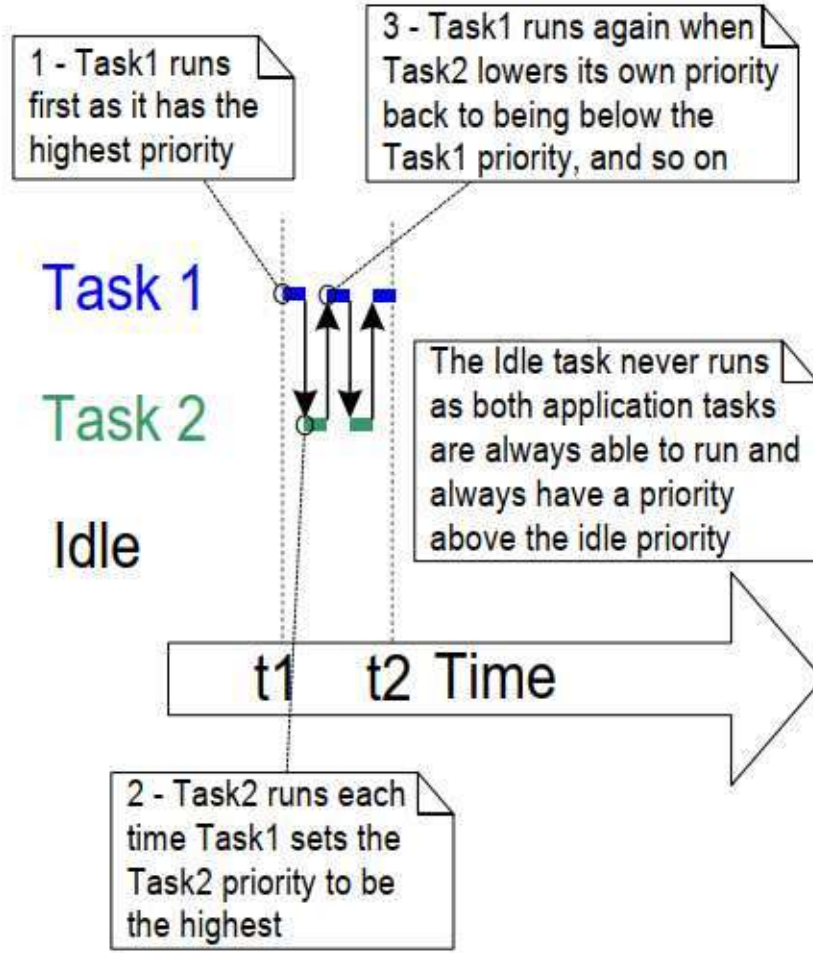 1 - Task1 runs
first as it has the
highest priority
3 - Task1 runs again when
Task2 lowers its own priority
back to being below the
Task1 priority, and so on
Task 1
Task 2
Idle
The Idle task never runs
as both application tasks
are always able to run and
always have a priority
above the idle priority
t1
t2
Time
2 - Task2 runs each
time Task1 sets the
Task2 priority to be
the highest